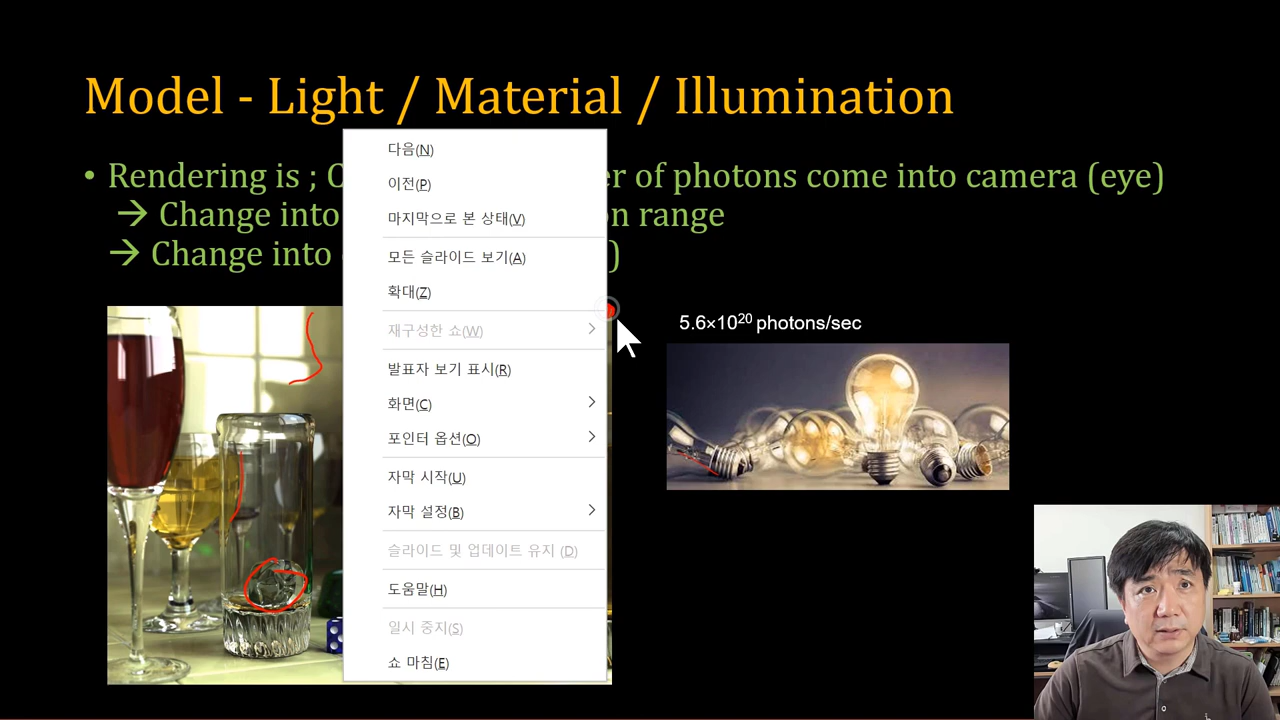 Model - Light / Material / Illumination
• Rendering is ; er of photons come into camera (eye)
→ Change into on range
→ Change into )
다음(N)
이전(P)
마지막으로 본 상태(V)
모든 슬라이드 보기(A)
확대(Z)
재구성한 쇼(W)
발표자 보기 표시(R)
화면(C)
포인터 옵션(O)
자막 시작(U)
자막 설정(B)
슬라이드 및 업데이트 유지 (D)
도움말(H)
일시 중지(S)
쇼 마침(E)
5.6×10²⁰ photons/sec